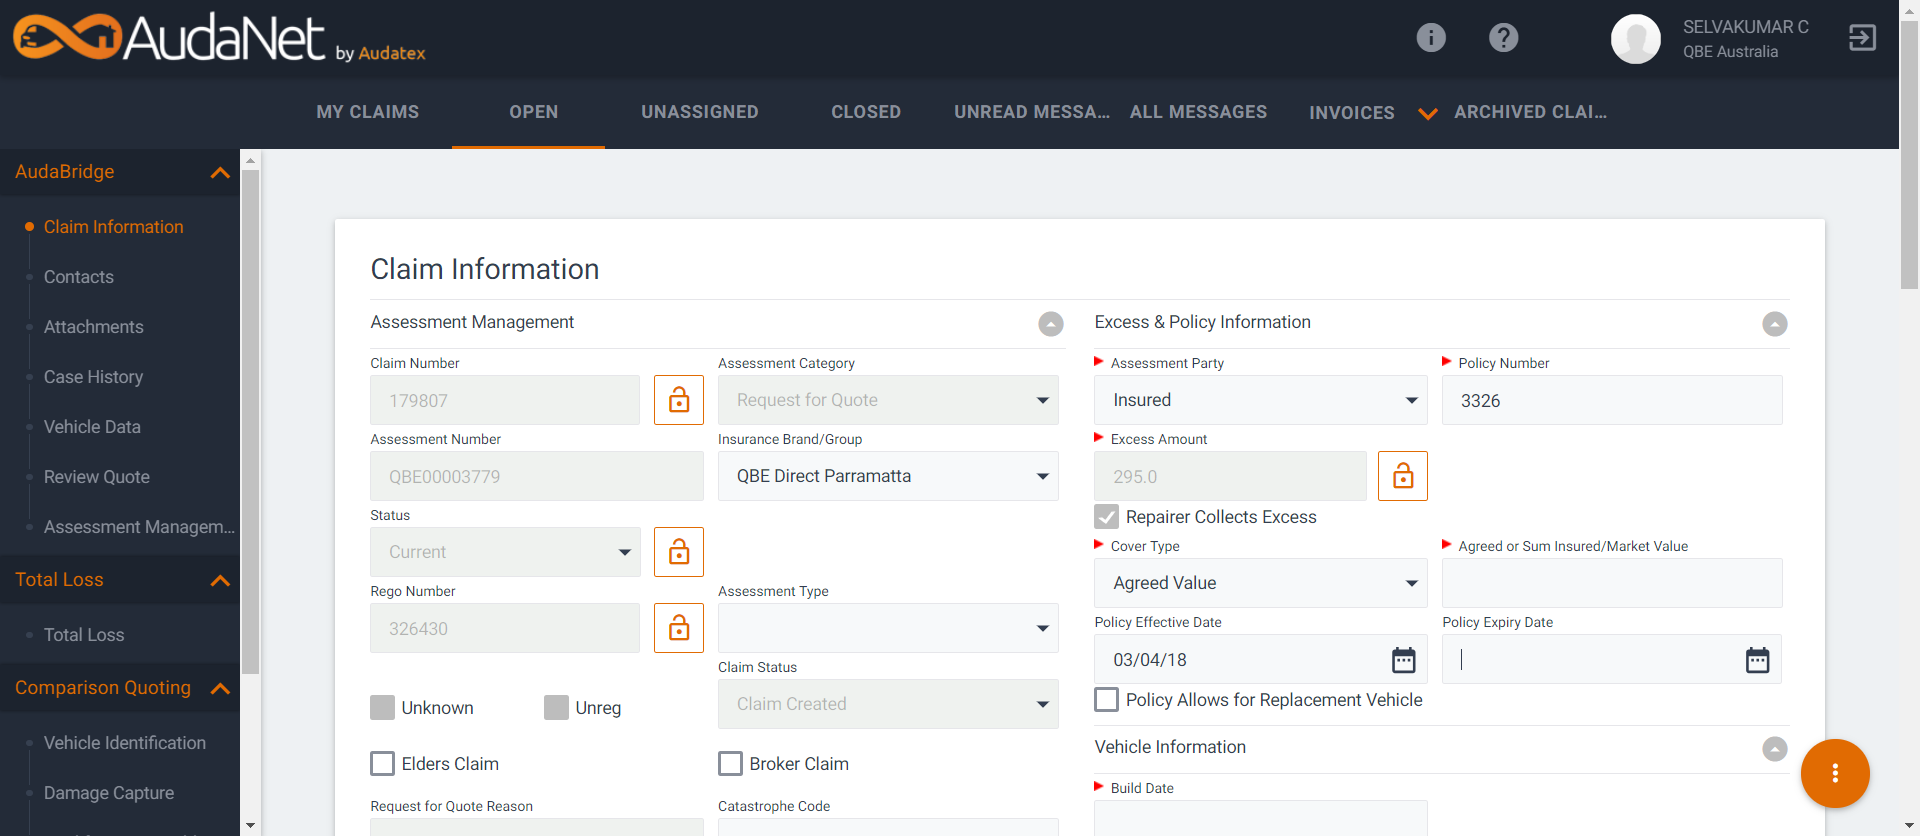 AudaNet by Audatex
SELVAKUMAR C
QBE Australia
MY CLAIMS
OPEN
UNASSIGNED
CLOSED
UNREAD MESSA...
ALL MESSAGES
INVOICES
ARCHIVED CLAI...
AudaBridge
Claim Information
Contacts
Attachments
Case History
Vehicle Data
Review Quote
Assessment Managem...
Total Loss
Total Loss
Comparison Quoting
Vehicle Identification
Damage Capture
Claim Information
Assessment Management
Claim Number
Assessment Category
179807
Request for Quote
Assessment Number
Insurance Brand/Group
QBE00003779
QBE Direct Parramatta
Status
Current
Rego Number
Assessment Type
326430
Claim Status
Unknown
Unreg
Claim Created
Elders Claim
Broker Claim
Request for Quote Reason
Catastrophe Code
Excess & Policy Information
Assessment Party
Policy Number
Insured
3326
Excess Amount
295.0
Repairer Collects Excess
Cover Type
Agreed or Sum Insured/Market Value
Agreed Value
Policy Effective Date
Policy Expiry Date
03/04/18
Policy Allows for Replacement Vehicle
Vehicle Information
Build Date